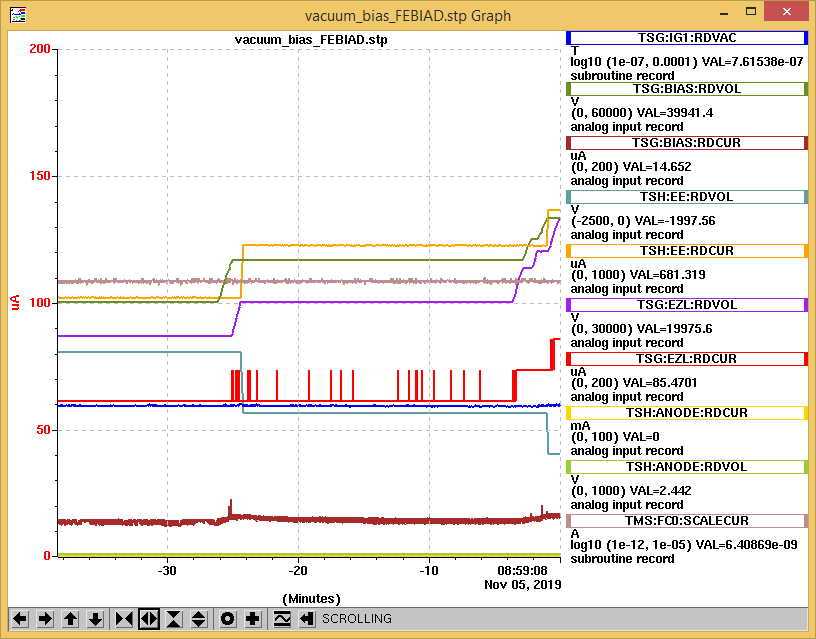 vacuum_bias_FEBIAD.stp Graph
vacuum_bias_FEBIAD.stp
200
150
100
50
0
uA
-30
-20
-10
08:59:08
Nov 05, 2019
(Minutes)
TSG:IG1:RDVAC
T
log10 (1e-07, 0.0001) VAL=7.61538e-07
subroutine record
TSG:BIAS:RDVOL
V
(0, 60000) VAL=39941.4
analog input record
TSG:BIAS:RDCUR
uA
(0, 200) VAL=14.652
analog input record
TSH:EE:RDVOL
V
(-2500, 0) VAL=-1997.56
analog input record
TSH:EE:RDCUR
uA
(0, 1000) VAL=681.319
analog input record
TSG:EZL:RDVOL
V
(0, 30000) VAL=19975.6
analog input record
TSG:EZL:RDCUR
uA
(0, 200) VAL=85.4701
analog input record
TSH:ANODE:RDCUR
mA
(0, 100) VAL=0
analog input record
TSH:ANODE:RDVOL
V
(0, 1000) VAL=2.442
analog input record
TMS:FC0:SCALECUR
A
log10 (1e-12, 1e-05) VAL=6.40869e-09
subroutine record
SCROLLING